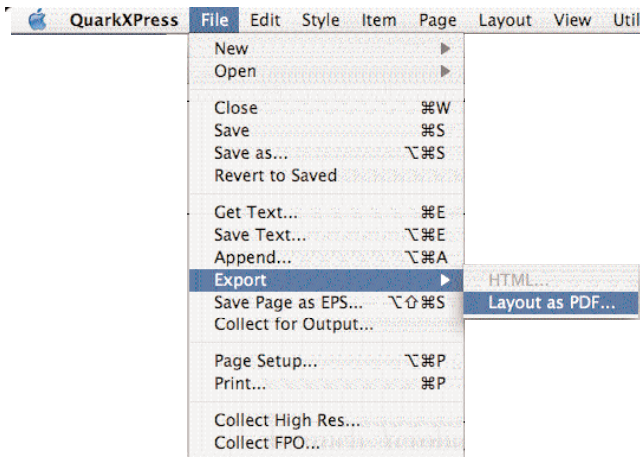 QuarkXPress File Edit Style Item Page Layout View Util
New
Open
Close ⌘W
Save ⌘S
Save as... ⌥⌘S
Revert to Saved
Get Text... ⌘E
Save Text... ⌥⌘E
Append... ⌥⌘A
Export HTML...
Save Page as EPS... ⌥⇧⌘S Layout as PDF...
Collect for Output...
Page Setup... ⌥⌘P
Print... ⌘P
Collect High Res...
Collect FPO...